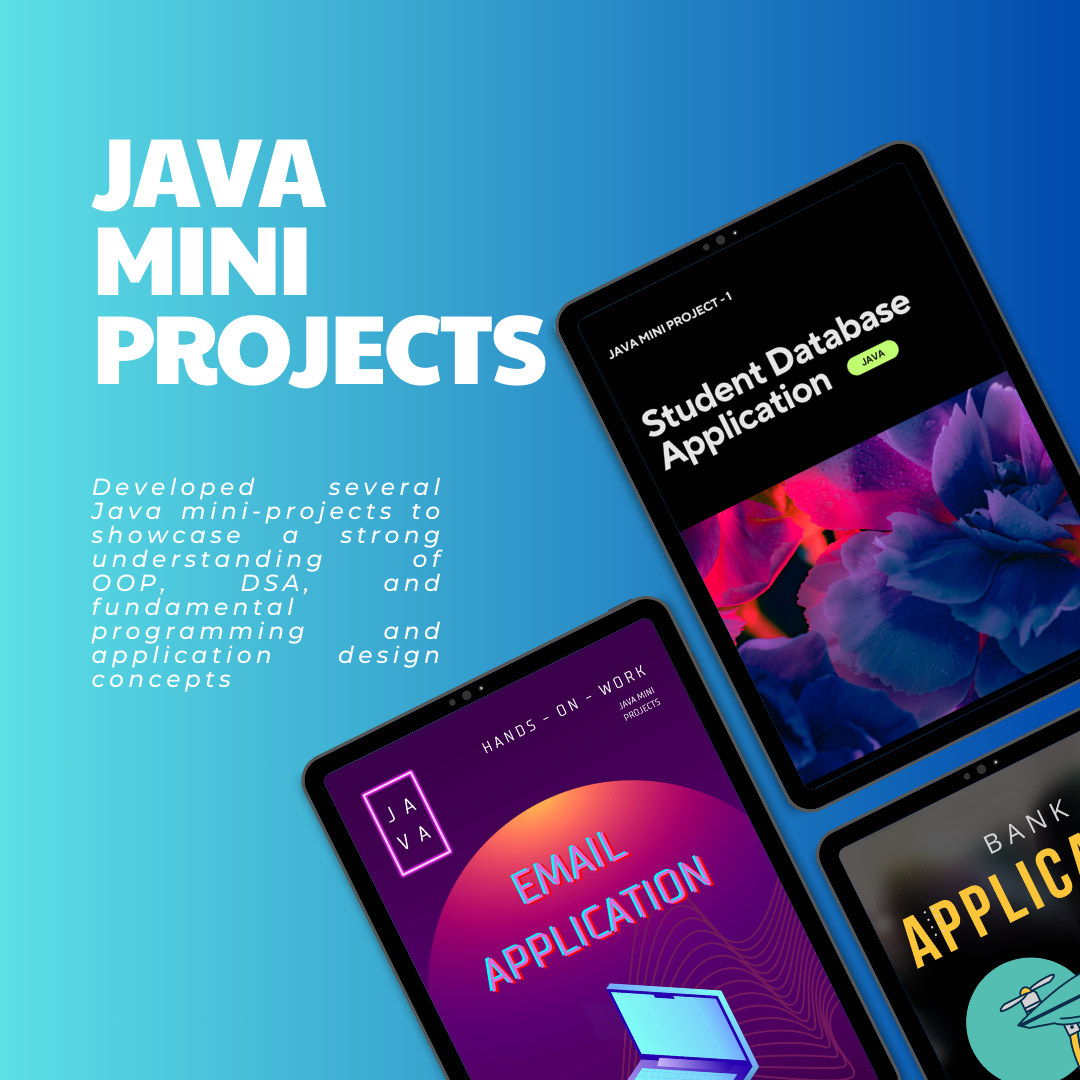 JAVA
MINI
PROJECTS
Developed several
Java mini-projects to
showcase a strong
understanding of
OOP, DSA, and
fundamental
programming and
application design
concepts
JAVA MINI PROJECT - 1
Student Database
Application
JAVA
HANDS - ON - WORK
JAVA MINI
PROJECTS
J A
V A
EMAIL
APPLICATION
BANK
APPLICA